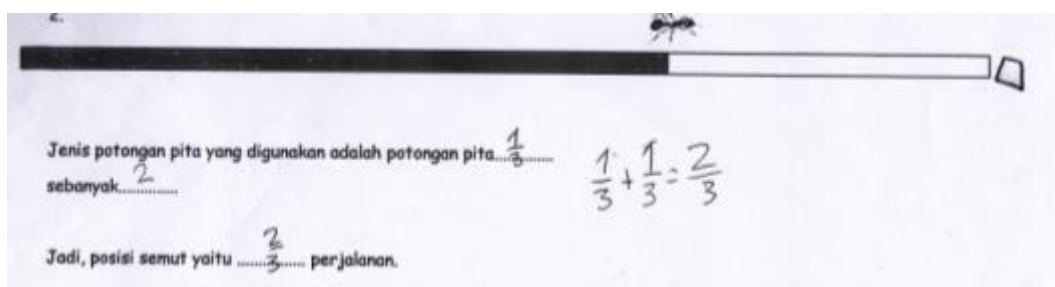 2.
Jenis potongan pita yang digunakan adalah potongan pita...1/3...
sebanyak...2...
1/3 + 1/3 = 2/3
Jadi, posisi semut yaitu ...2/3... perjalanan.